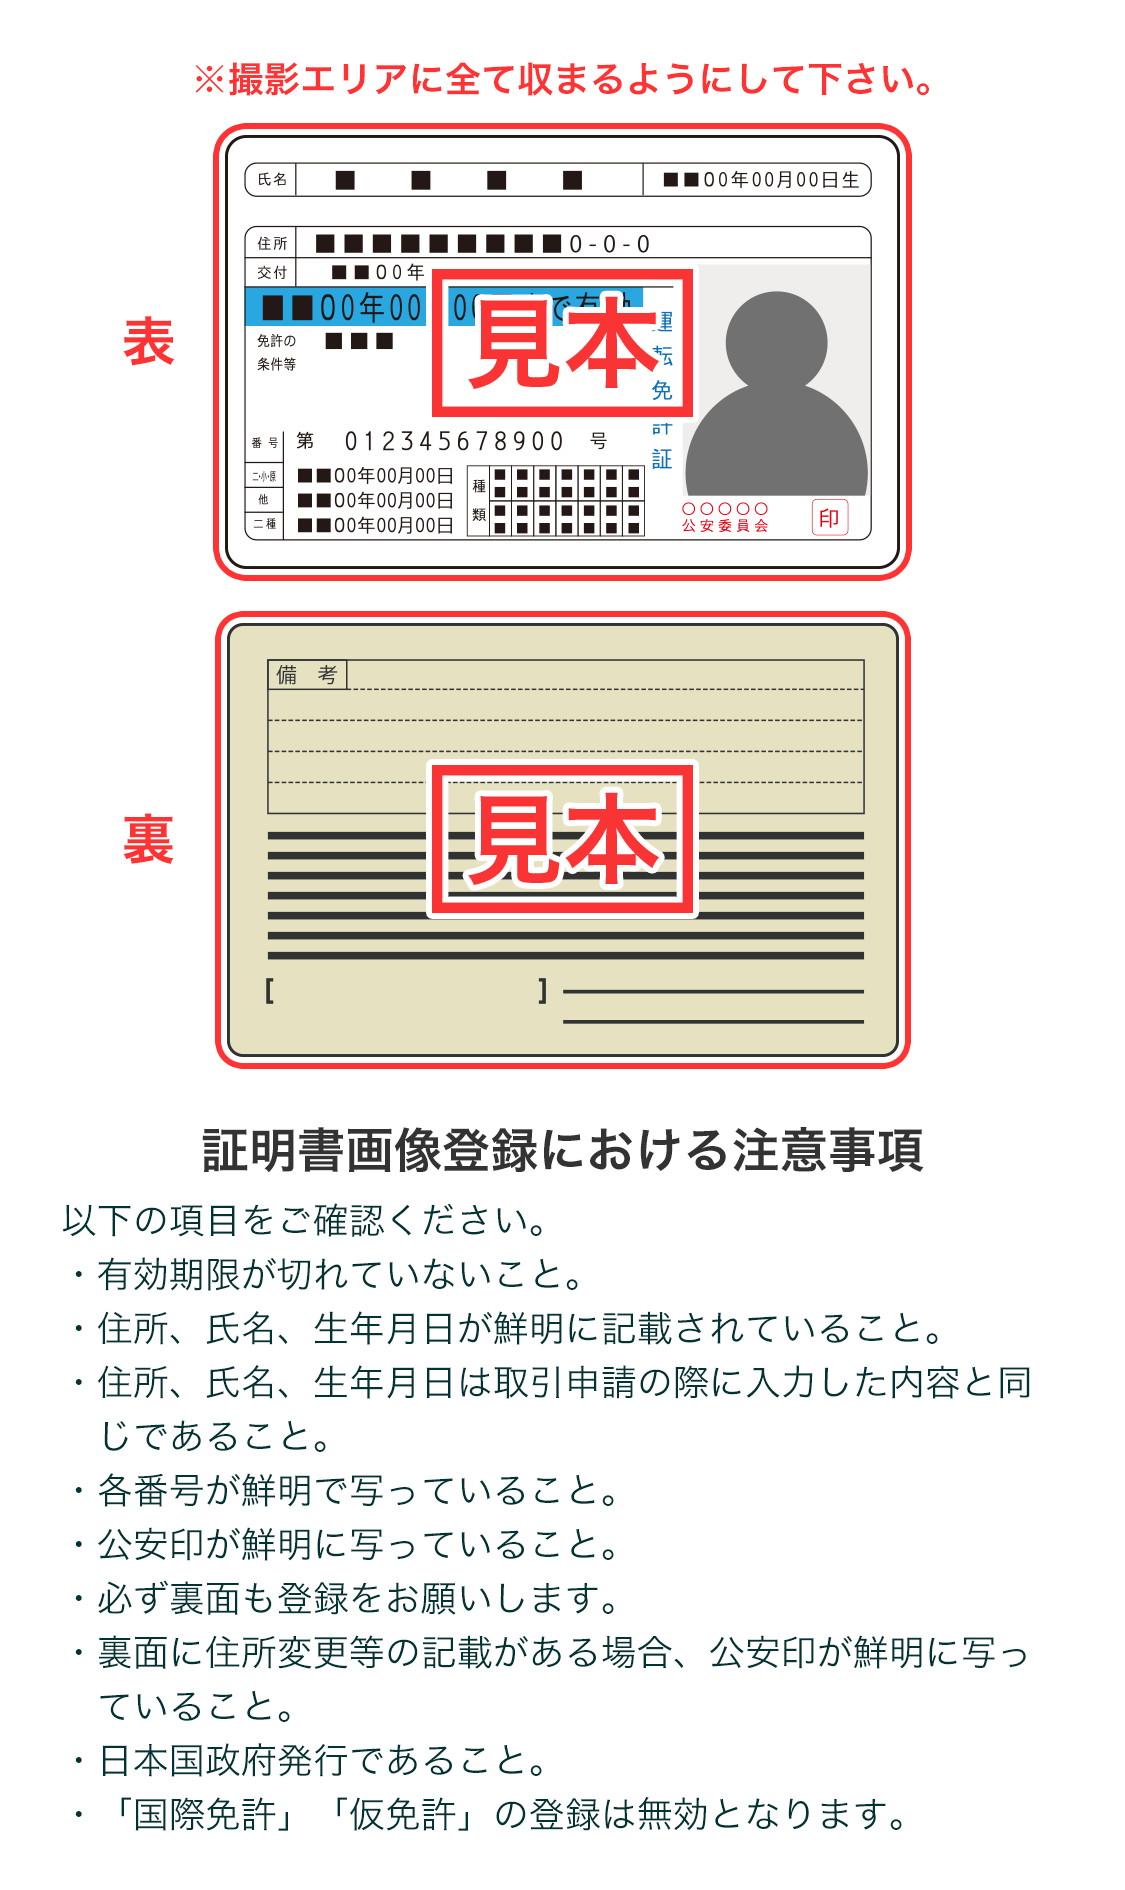 ※撮影エリアに全て収まるようにして下さい。
表
氏名 ■ ■ ■ ■ ■■00年00月00日生
住所 ■■■■■■■■■0-0-0
交付 ■■00年
■■00年00 00 で有効
見本
免許の ■■■
条件等
運転免許証
番号 第 012345678900 号
二・小・原 ■■00年00月00日
他 ■■00年00月00日
二種 ■■00年00月00日
種類
○○○○○
公安委員会
印
裏
備 考
見本
[ ]
証明書画像登録における注意事項
以下の項目をご確認ください。
・有効期限が切れていないこと。
・住所、氏名、生年月日が鮮明に記載されていること。
・住所、氏名、生年月日は取引申請の際に入力した内容と同
じであること。
・各番号が鮮明で写っていること。
・公安印が鮮明に写っていること。
・必ず裏面も登録をお願いします。
・裏面に住所変更等の記載がある場合、公安印が鮮明に写っ
ていること。
・日本国政府発行であること。
・「国際免許」「仮免許」の登録は無効となります。